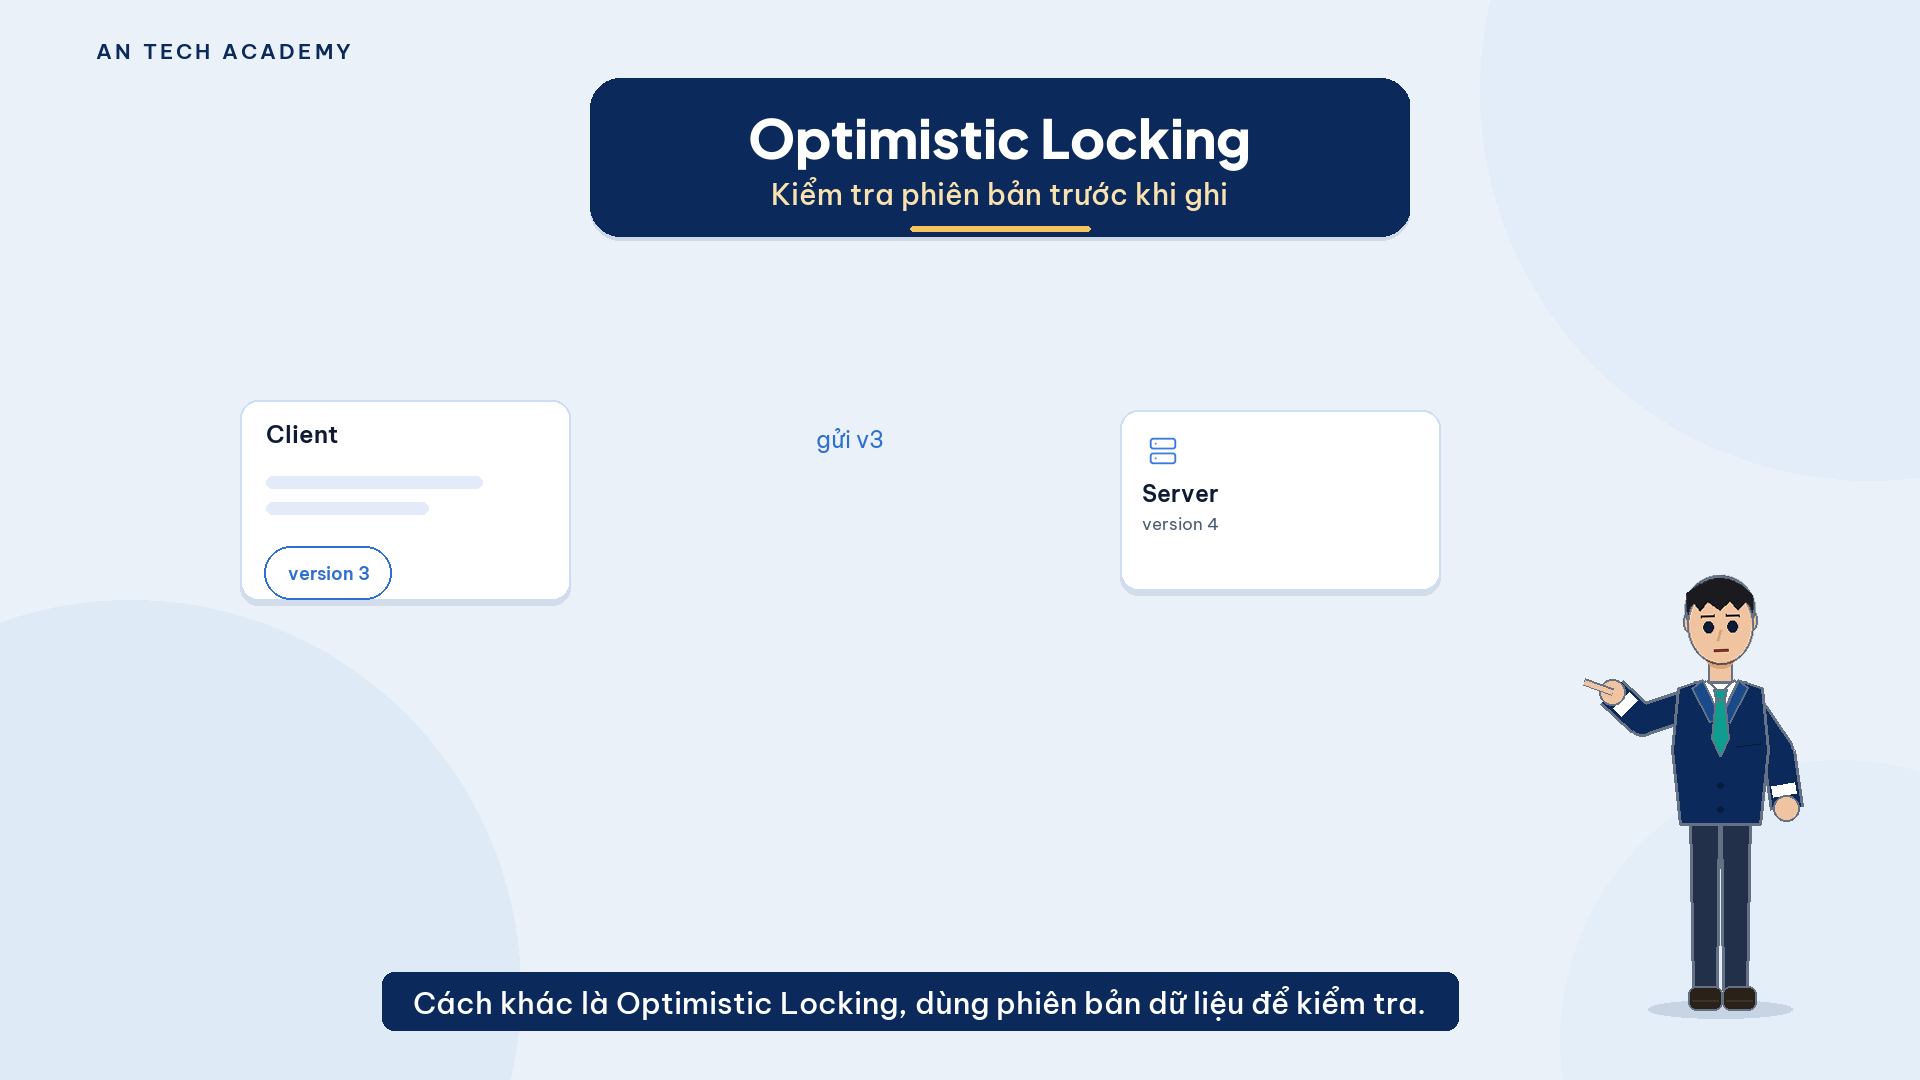 AN TECH ACADEMY
Optimistic Locking
Kiểm tra phiên bản trước khi ghi
Client
version 3
gửi v3
Server
version 4
Cách khác là Optimistic Locking, dùng phiên bản dữ liệu để kiểm tra.